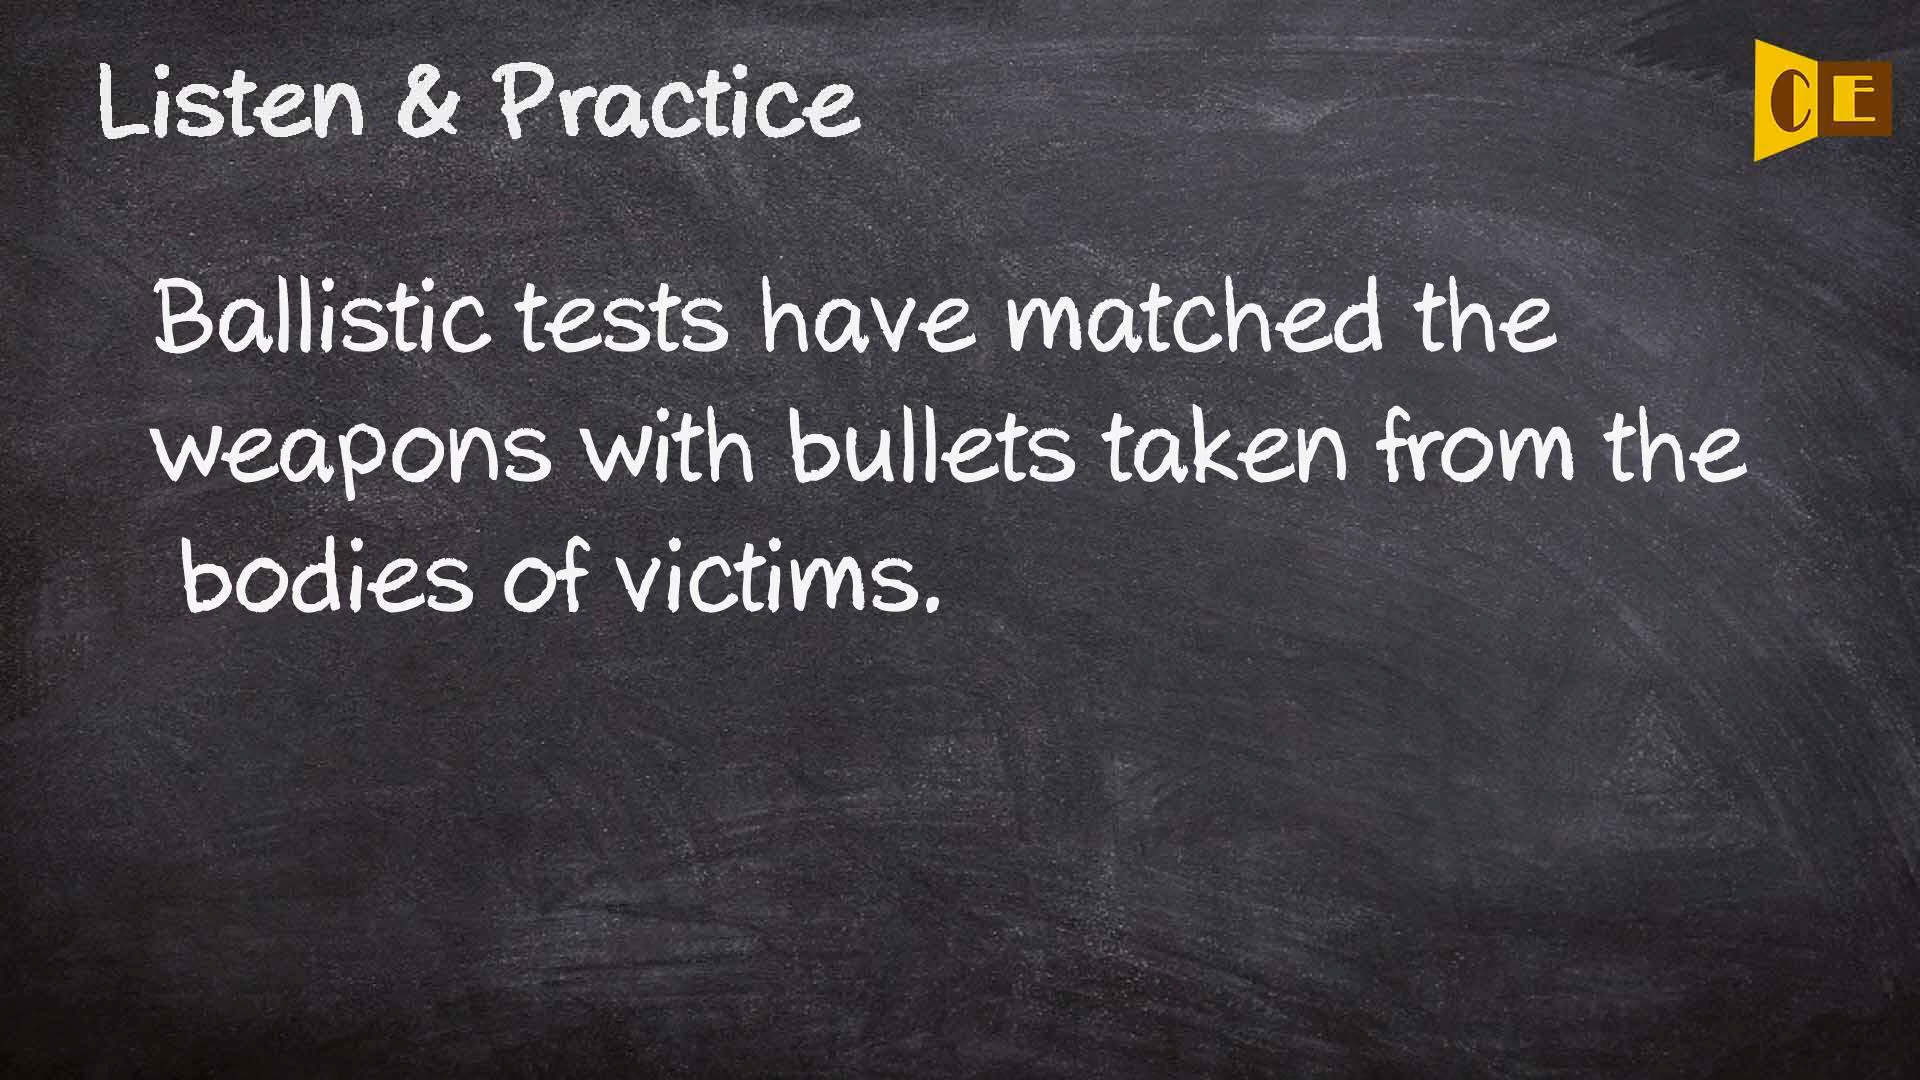 Listen & Practice
CE
Ballistic tests have matched the
weapons with bullets taken from the
bodies of victims.